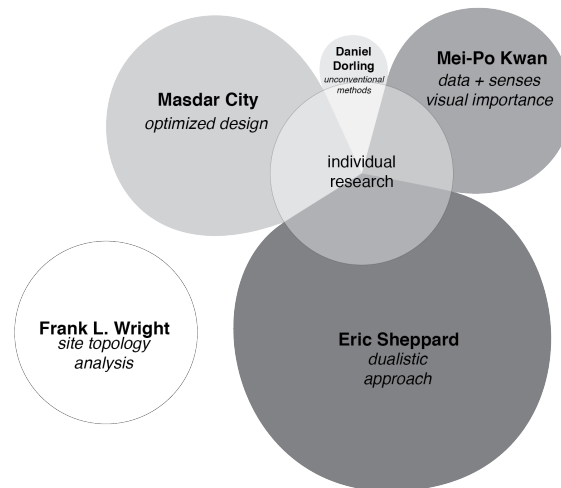 Daniel
Dorling
unconventional
methods
Mei-Po Kwan
data + senses
visual importance
Masdar City
optimized design
individual
research
Frank L. Wright
site topology
analysis
Eric Sheppard
dualistic
approach